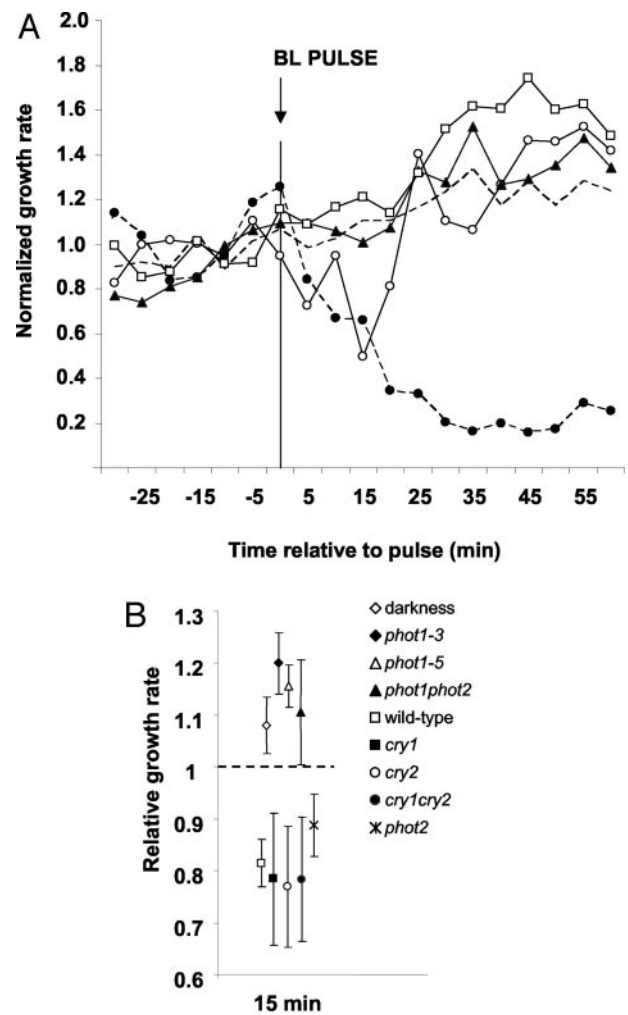 A
BL PULSE
Normalized growth rate
2.0
1.8
1.6
1.4
1.2
1.0
0.8
0.6
0.4
0.2
-25 -15 -5 5 15 25 35 45 55
Time relative to pulse (min)
B
Relative growth rate
1.3
1.2
1.1
1
0.9
0.8
0.7
0.6
15 min
darkness
phot1-3
phot1-5
phot1phot2
wild-type
cry1
cry2
cry1cry2
phot2